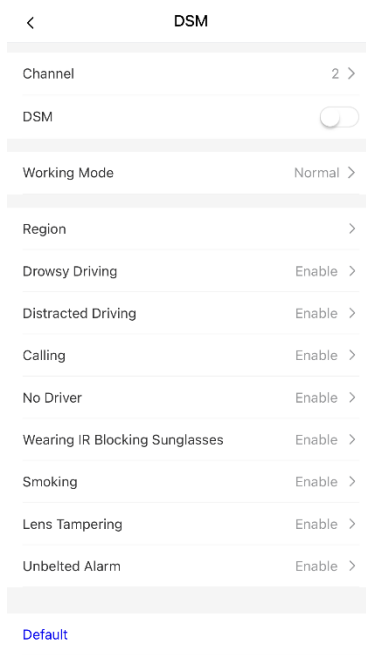 DSM
Channel 2
DSM
Working Mode Normal
Region
Drowsy Driving Enable
Distracted Driving Enable
Calling Enable
No Driver Enable
Wearing IR Blocking Sunglasses Enable
Smoking Enable
Lens Tampering Enable
Unbelted Alarm Enable
Default